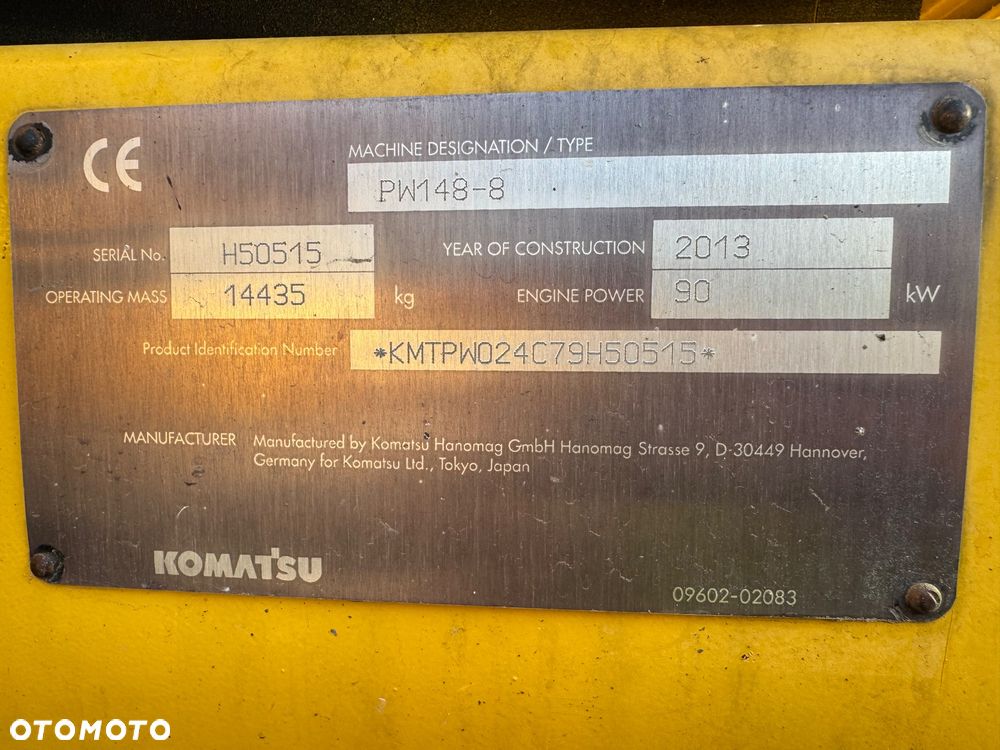 CE
MACHINE DESIGNATION / TYPE
PW148-8
SERIAL No. H50515 YEAR OF CONSTRUCTION 2013
OPERATING MASS 14435 kg ENGINE POWER 90 kW
Product Identification Number *KMTPW024C79H50515*
MANUFACTURER Manufactured by Komatsu Hanomag GmbH Hanomag Strasse 9, D-30449 Hannover,
Germany for Komatsu Ltd., Tokyo, Japan
KOMATSU
09602-02083
OTOMOTO